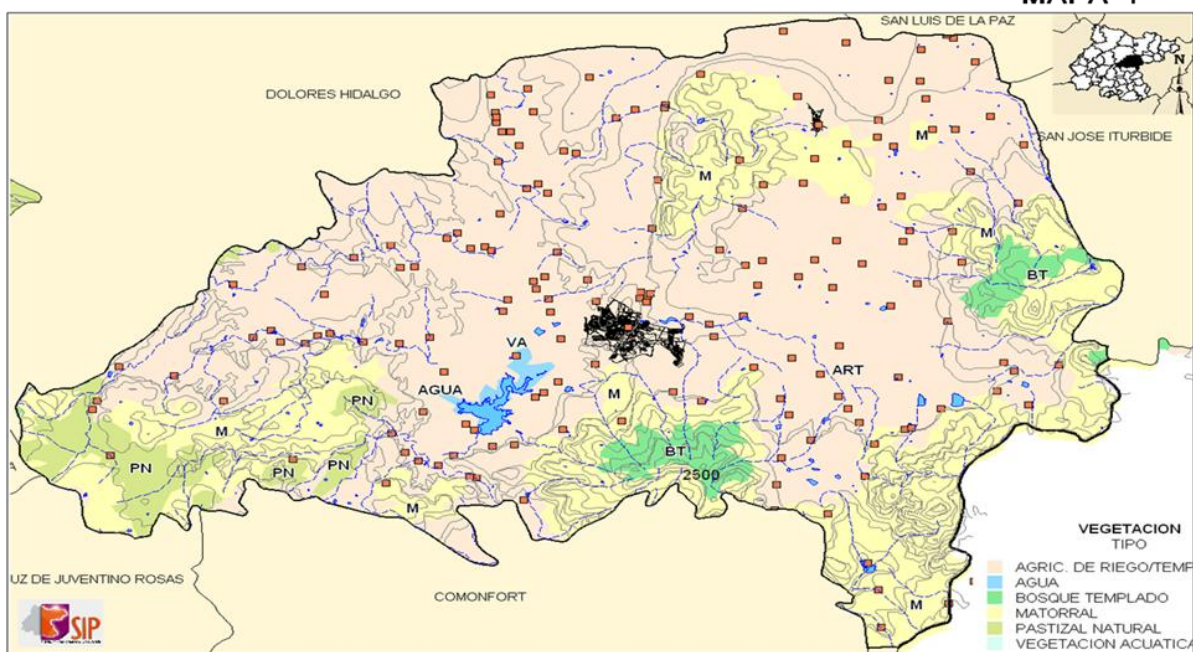 MAPA
SAN LUIS DE LA PAZ
N
DOLORES HIDALGO
SAN JOSE ITURBIDE
M
M
M
BT
VA
ART
AGUA
PN
M
M
BT
PN
PN
PN
2500
M
VEGETACION
TIPO
UZ DE JUVENTINO ROSAS
AGRIC. DE RIEGO/TEMP
AGUA
COMONFORT
BOSQUE TEMPLADO
M
MATORRAL
SIP
PASTIZAL NATURAL
VEGETACION ACUATICA